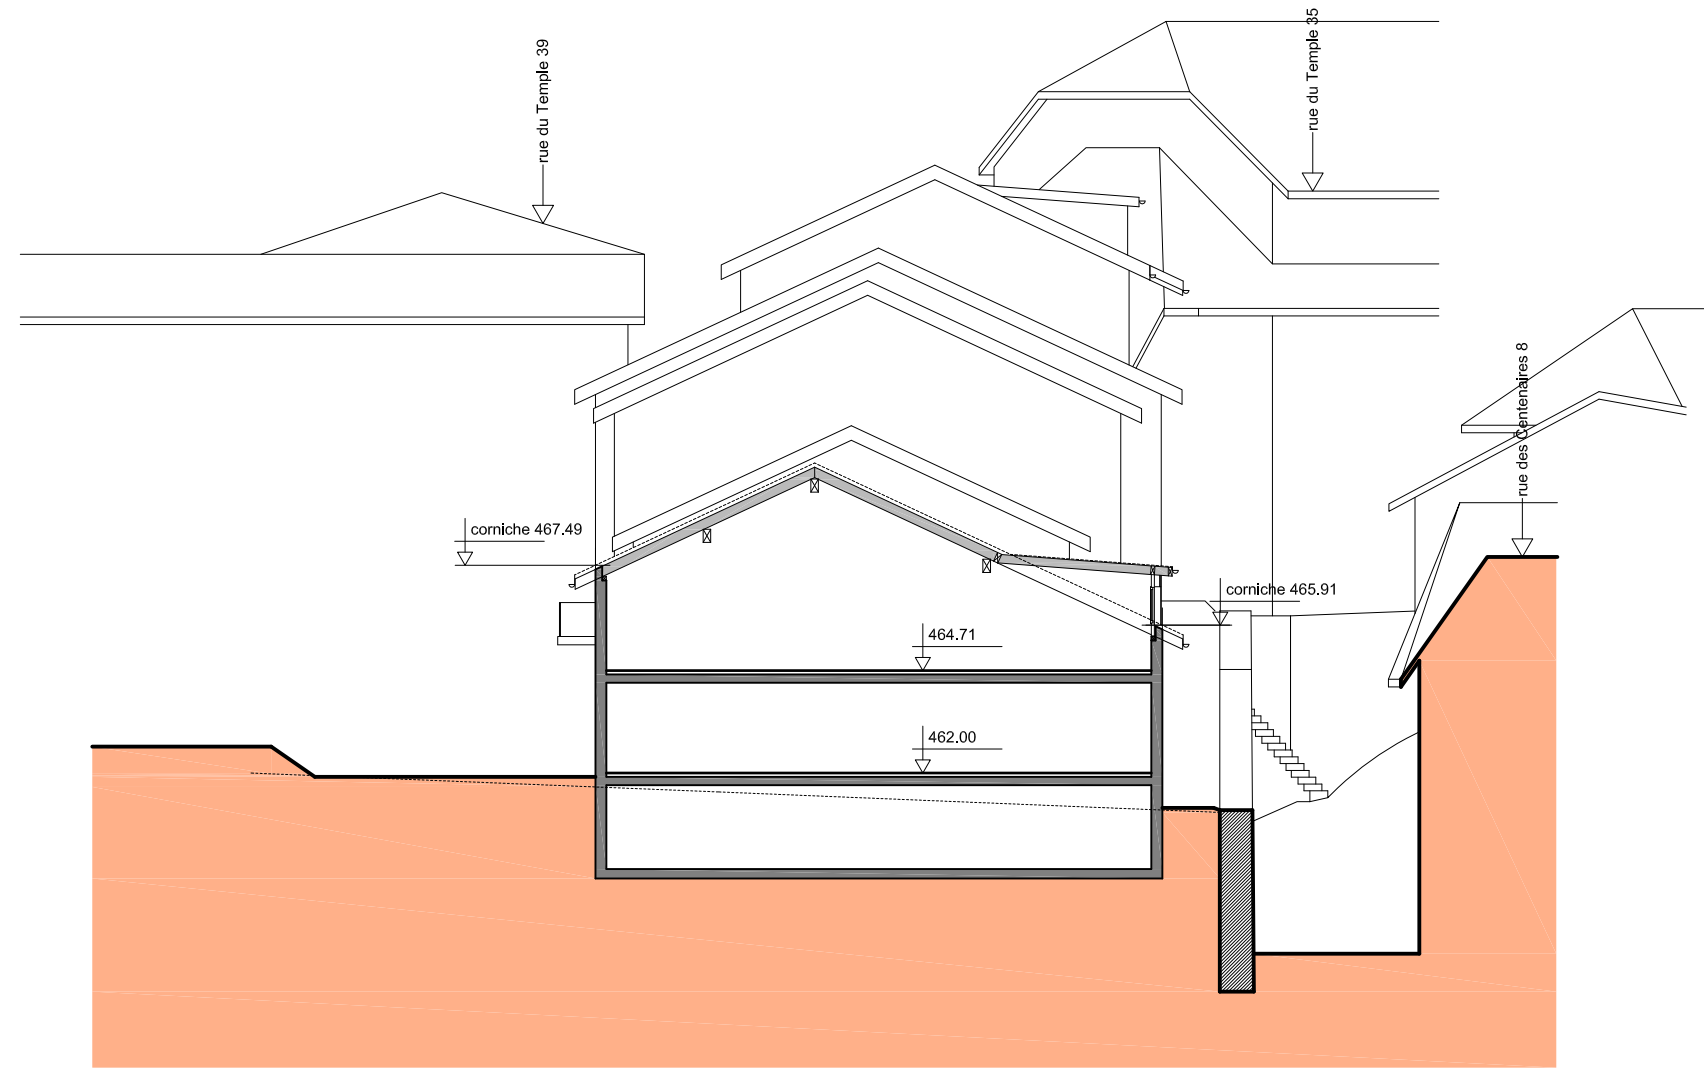 rue du Temple 39
rue du Temple 35
rue des Centenaires 8
corniche 467.49
corniche 465.91
464.71
462.00